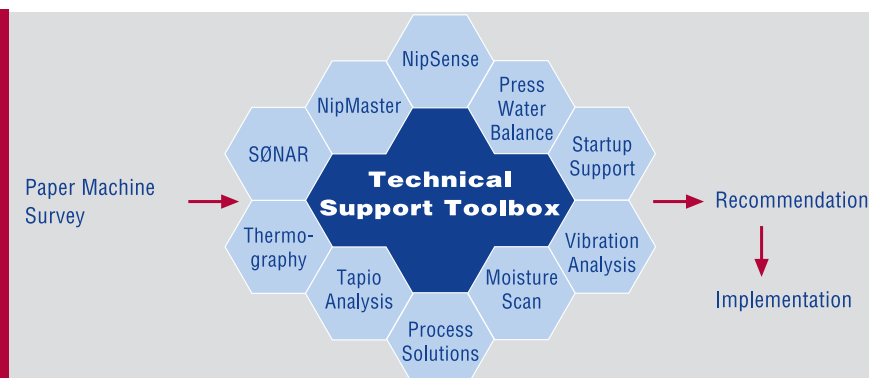 NipSense
NipMaster
Press
Water
Balance
SØNAR
Startup
Support
Technical
Support Toolbox
Paper Machine
Survey
Recommendation
Thermo-
graphy
Vibration
Analysis
Tapio
Analysis
Moisture
Scan
Implementation
Process
Solutions